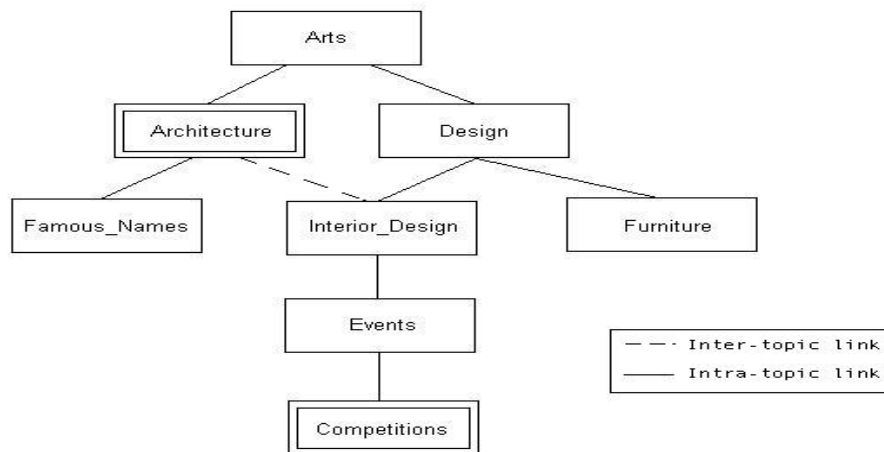 Arts
Architecture
Design
Famous_Names
Interior_Design
Furniture
Events
Inter-topic link
Intra-topic link
Competitions